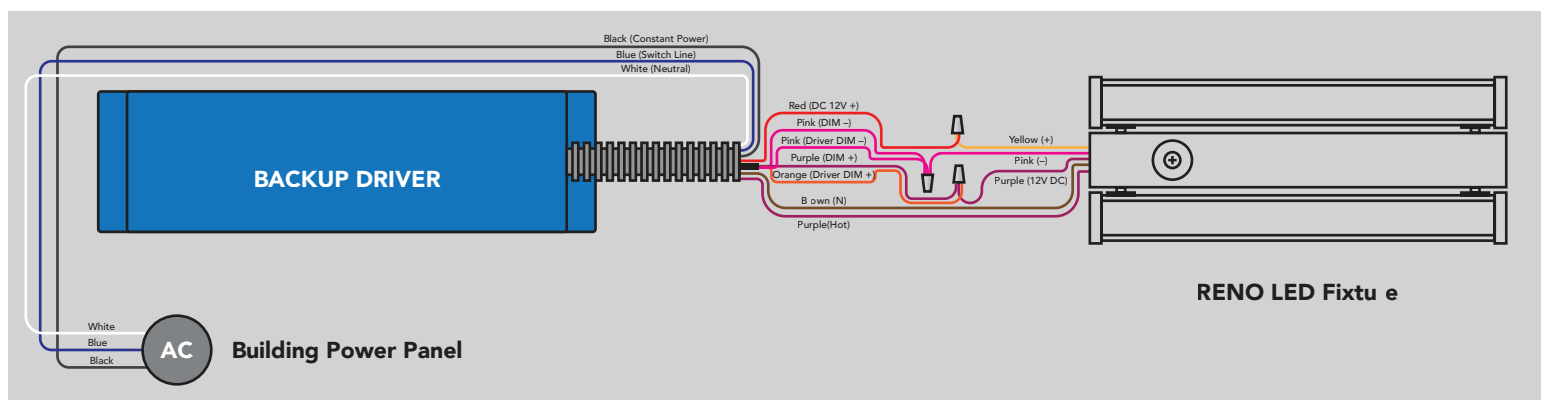 Black (Constant Power)
Blue (Switch Line)
White (Neutral)
Red (DC 12V +)
Pink (DIM –)
Pink (Driver DIM –)
Purple (DIM +)
Orange (Driver DIM +)
B own (N)
Purple(Hot)
Yellow (+)
Pink (–)
Purple (12V DC)
BACKUP DRIVER
RENO LED Fixtu e
White
Blue
Black
AC
Building Power Panel